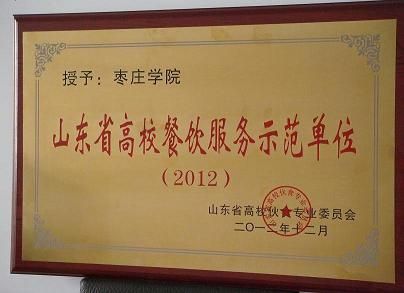 授予：枣庄学院
山东省高校餐饮服务示范单位
（2012）
山东省高校伙食专业委员会
二〇一二年十二月